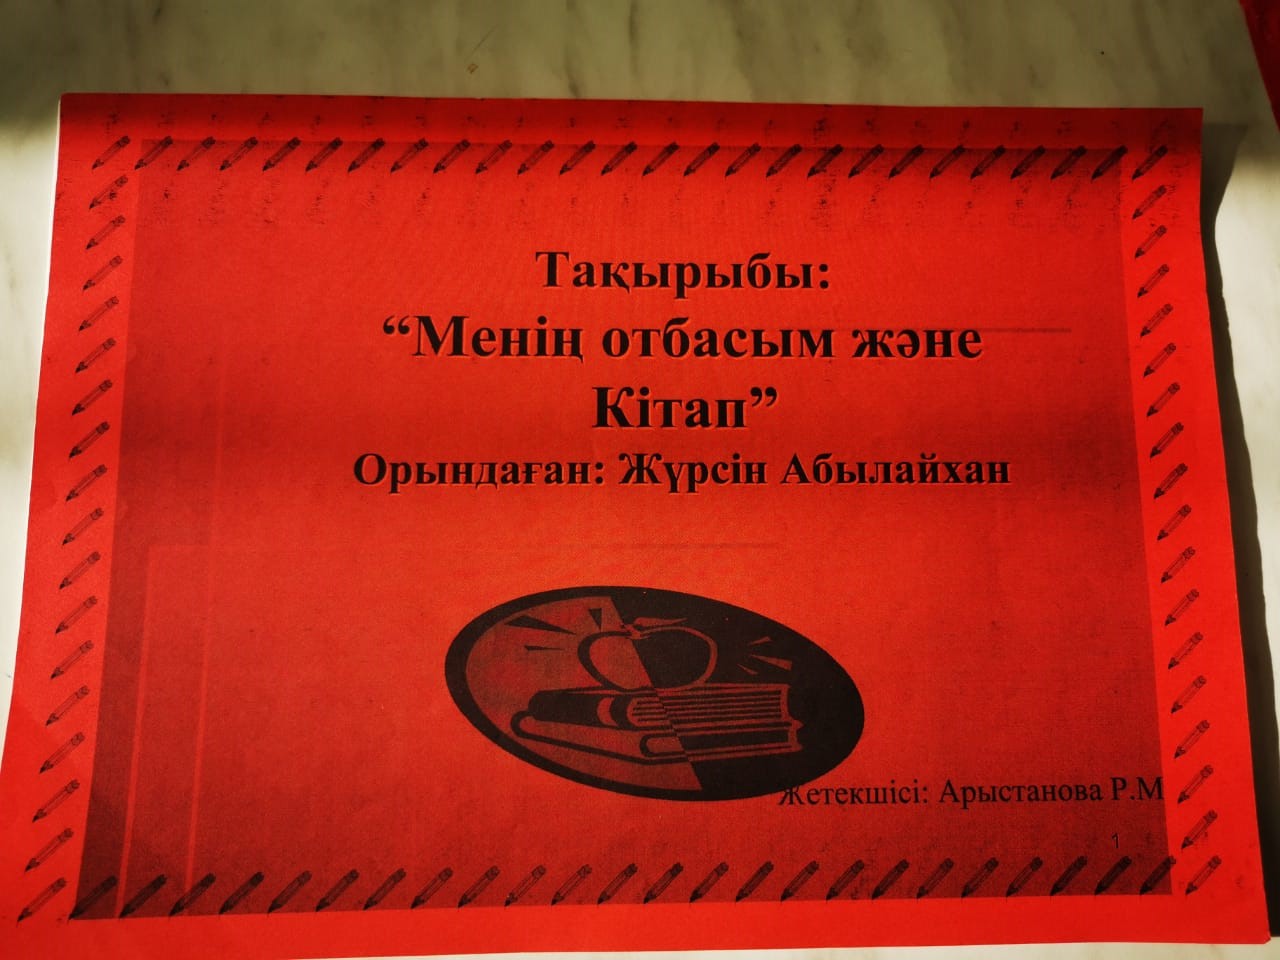 Тақырыбы:
“Менің отбасым және
Кітап”
Орындаған: Жүрсін Абылайхан
Жетекшісі: Арыстанова Р.М
1